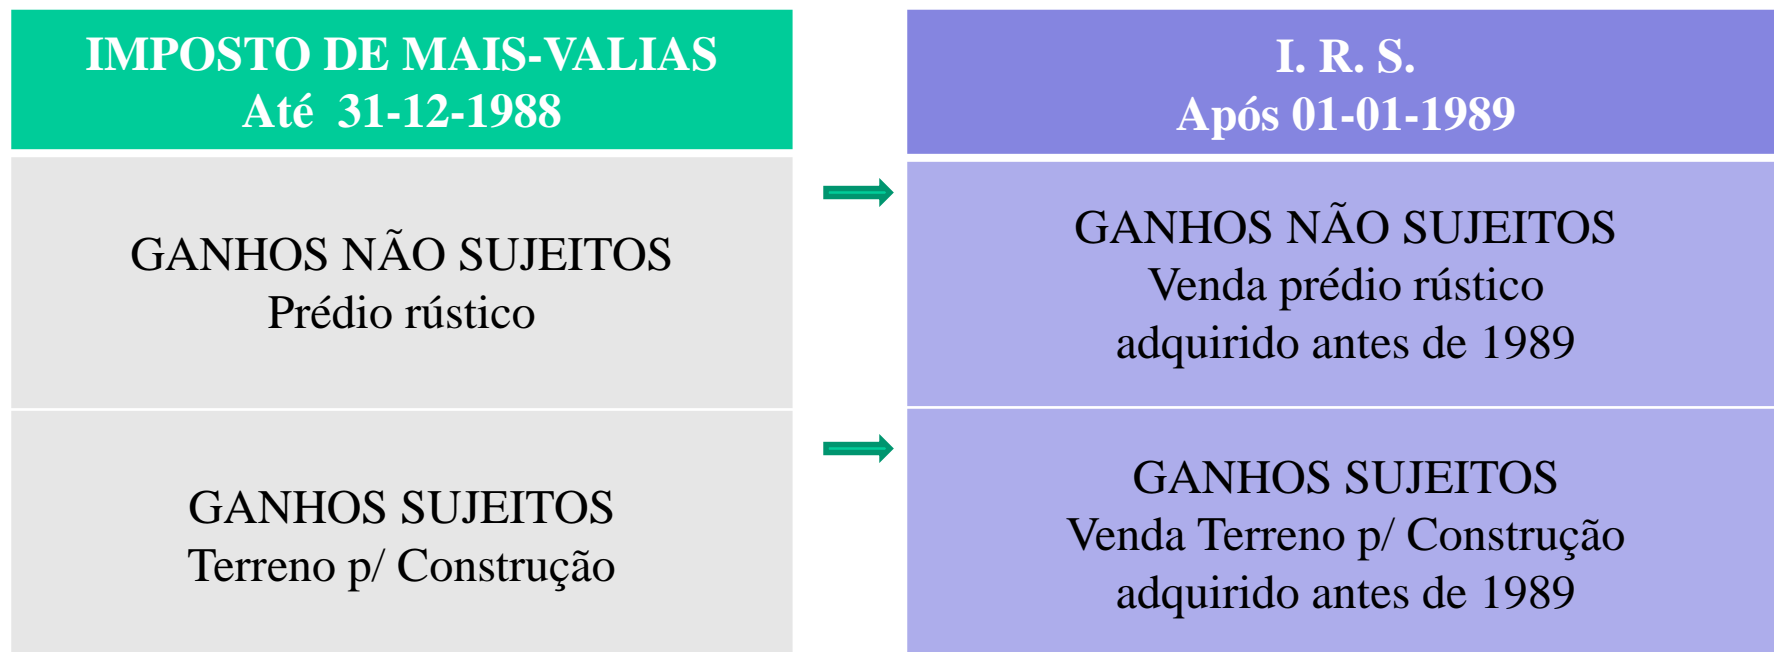 IMPOSTO DE MAIS-VALIAS
Até 31-12-1988
I. R. S.
Após 01-01-1989
GANHOS NÃO SUJEITOS
Prédio rústico
GANHOS NÃO SUJEITOS
Venda prédio rústico
adquirido antes de 1989
GANHOS SUJEITOS
Terreno p/ Construção
GANHOS SUJEITOS
Venda Terreno p/ Construção
adquirido antes de 1989